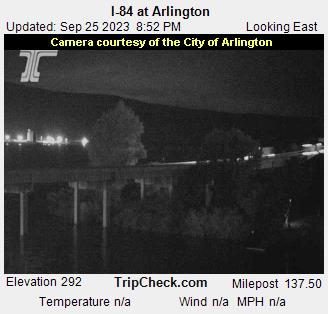 I-84 at Arlington
Updated: Sep 25 2023 8:52 PM Looking East
Camera courtesy of the City of Arlington
Elevation 292 TripCheck.com Milepost 137.50
Temperature n/a Wind n/a MPH n/a